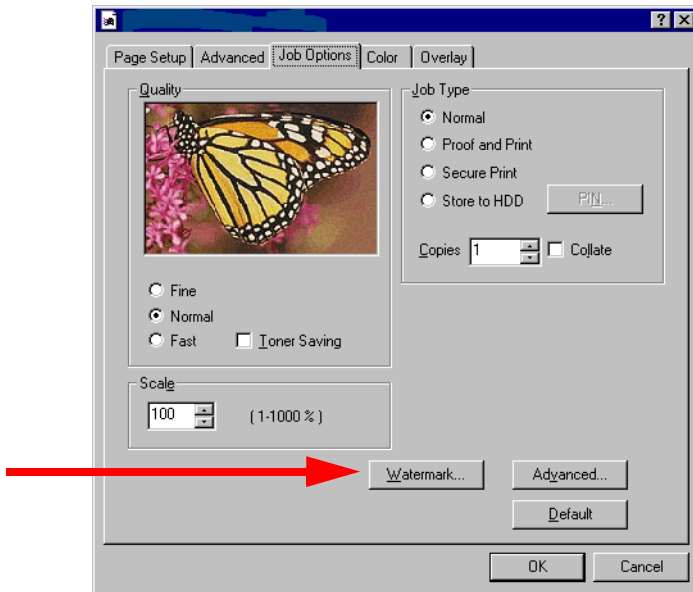 Page Setup Advanced Job Options Color Overlay
Quality
Fine
Normal
Fast Toner Saving
Scale
100 (1-1000 %)
Job Type
Normal
Proof and Print
Secure Print
Store to HDD PIN...
Copies 1 Collate
Watermark... Advanced...
Default
OK Cancel